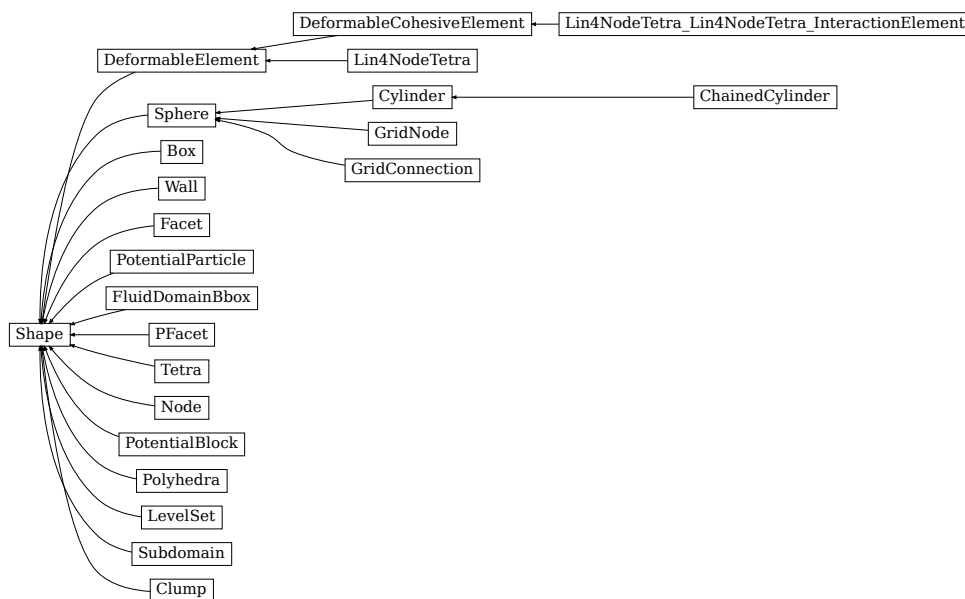 DeformableCohesiveElement
Lin4NodeTetra_Lin4NodeTetra_InteractionElement
DeformableElement
Lin4NodeTetra
Cylinder
ChainedCylinder
Sphere
GridNode
Box
GridConnection
Wall
Facet
PotentialParticle
FluidDomainBbox
Shape
PFacet
Tetra
Node
PotentialBlock
Polyhedra
LevelSet
Subdomain
Clump